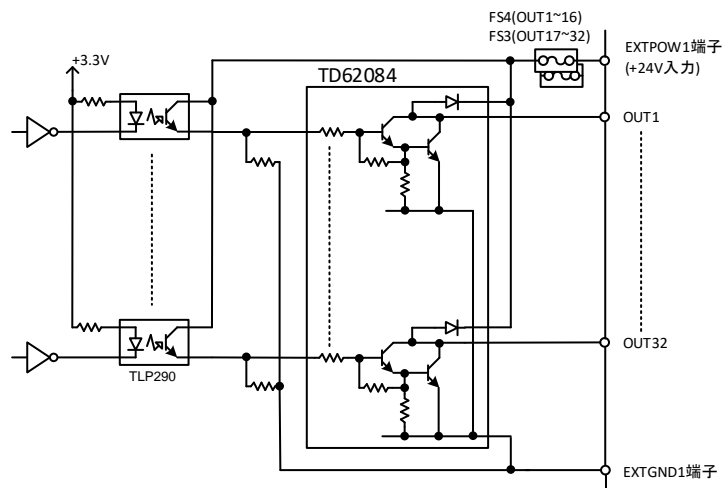 FS4(OUT1~16)
FS3(OUT17~32)
EXTPOW1端子
(+24V入力)
+3.3V
TD62084
OUT1
OUT32
TLP290
EXTGND1端子